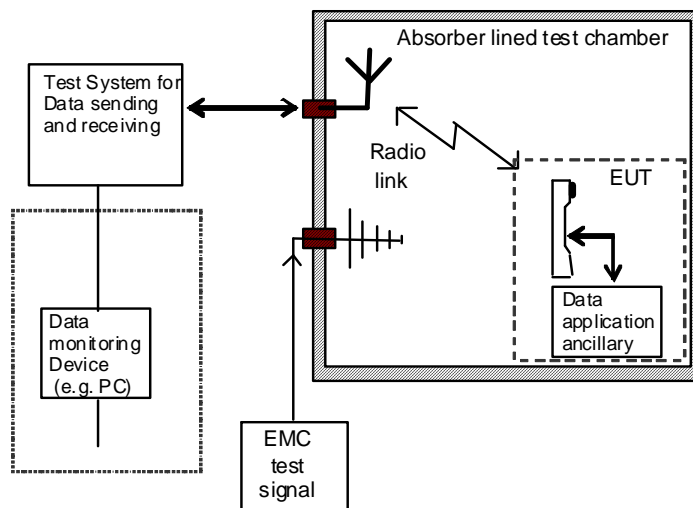 Absorber lined test chamber
Test System for
Data sending
and receiving
Radio
link
EUT
Data
application
ancillary
Data
monitoring
Device
(e.g. PC)
EMC
test
signal